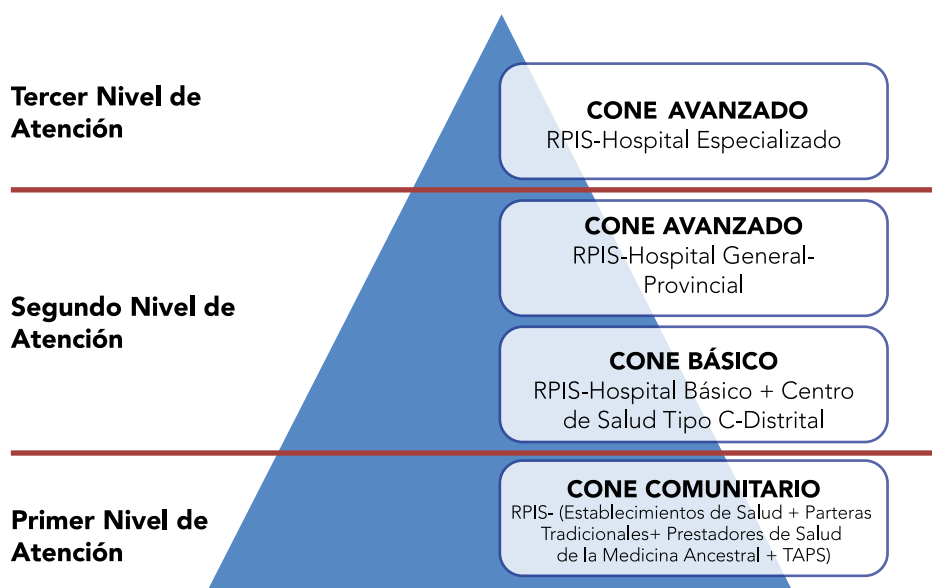 Tercer Nivel de
Atención
CONE AVANZADO
RPIS-Hospital Especializado
Segundo Nivel de
Atención
CONE AVANZADO
RPIS-Hospital General-
Provincial
CONE BÁSICO
RPIS-Hospital Básico + Centro
de Salud Tipo C-Distrital
Primer Nivel de
Atención
CONE COMUNITARIO
RPIS- (Establecimientos de Salud + Parteras
Tradicionales+ Prestadores de Salud
de la Medicina Ancestral + TAPS)